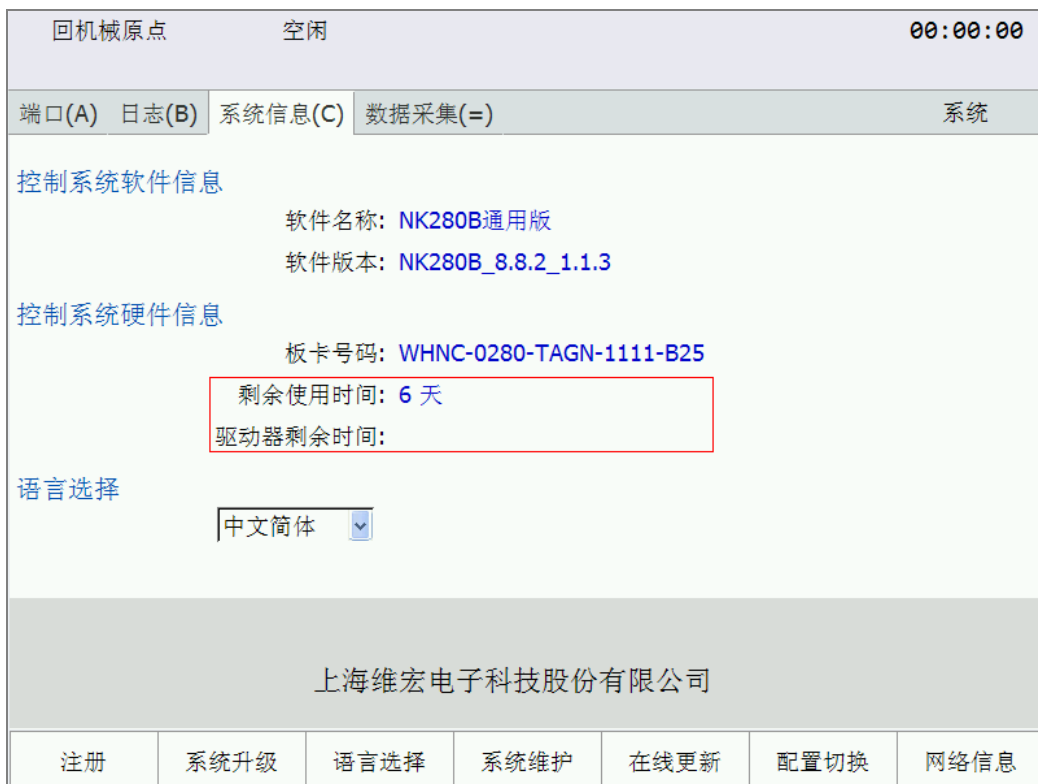 回机械原点 空闲 00:00:00
端口(A) 日志(B) 系统信息(C) 数据采集(=) 系统
控制系统软件信息
软件名称: NK280B通用版
软件版本: NK280B_8.8.2_1.1.3
控制系统硬件信息
板卡号码: WHNC-0280-TAGN-1111-B25
剩余使用时间: 6 天
驱动器剩余时间:
语言选择
中文简体
上海维宏电子科技股份有限公司
注册 系统升级 语言选择 系统维护 在线更新 配置切换 网络信息